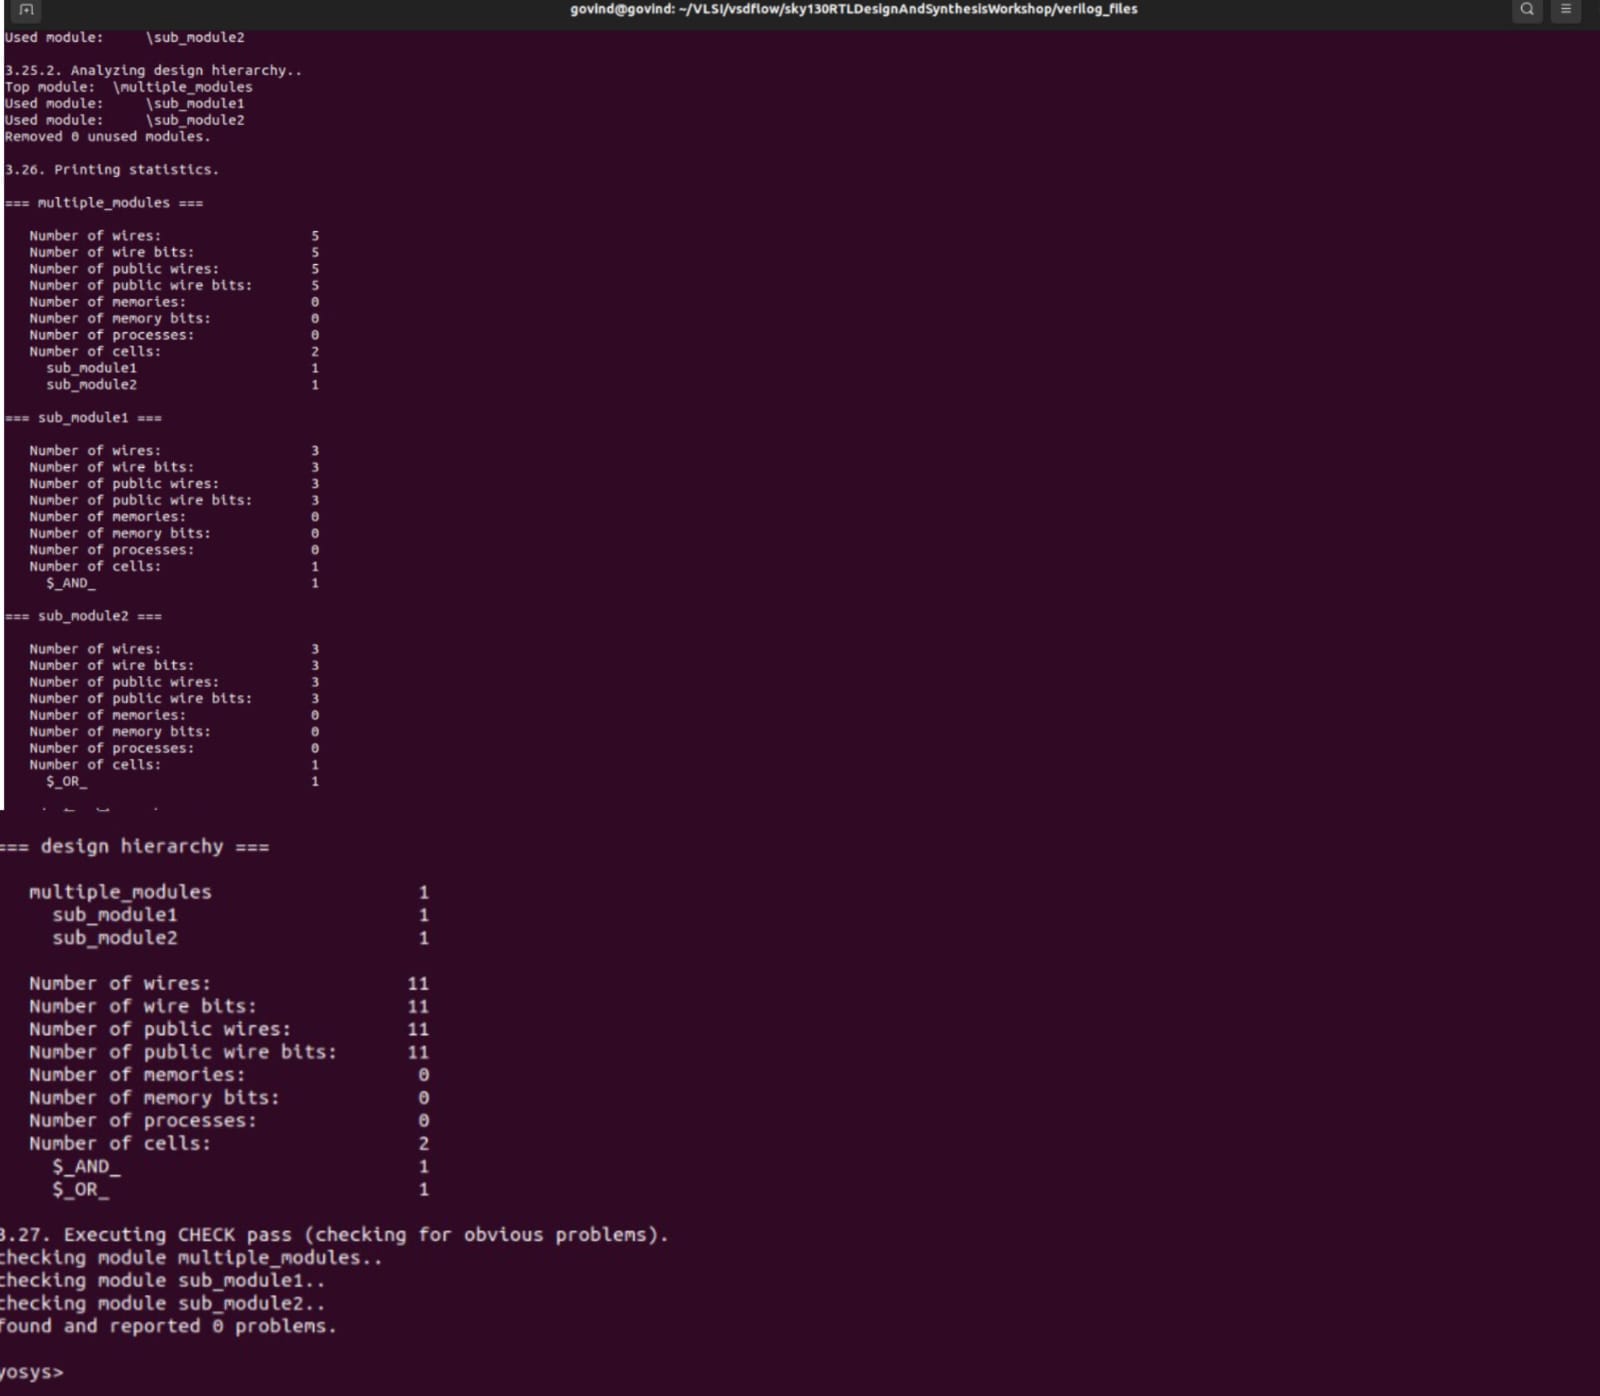 govind@govind: ~/VLSI/vsdflow/sky130RTLDesignAndSynthesisWorkshop/verilog_files
Used module:     \sub_module2
3.25.2. Analyzing design hierarchy..
Top module:  \multiple_modules
Used module:     \sub_module1
Used module:     \sub_module2
Removed 0 unused modules.
3.26. Printing statistics.
=== multiple_modules ===
Number of wires: 5
Number of wire bits: 5
Number of public wires: 5
Number of public wire bits: 5
Number of memories: 0
Number of memory bits: 0
Number of processes: 0
Number of cells: 2
sub_module1 1
sub_module2 1
=== sub_module1 ===
Number of wires: 3
Number of wire bits: 3
Number of public wires: 3
Number of public wire bits: 3
Number of memories: 0
Number of memory bits: 0
Number of processes: 0
Number of cells: 1
$_AND_ 1
=== sub_module2 ===
Number of wires: 3
Number of wire bits: 3
Number of public wires: 3
Number of public wire bits: 3
Number of memories: 0
Number of memory bits: 0
Number of processes: 0
Number of cells: 1
$_OR_ 1
=== design hierarchy ===
multiple_modules 1
sub_module1 1
sub_module2 1
Number of wires: 11
Number of wire bits: 11
Number of public wires: 11
Number of public wire bits: 11
Number of memories: 0
Number of memory bits: 0
Number of processes: 0
Number of cells: 2
$_AND_ 1
$_OR_ 1
3.27. Executing CHECK pass (checking for obvious problems).
checking module multiple_modules..
checking module sub_module1..
checking module sub_module2..
found and reported 0 problems.
yosys>